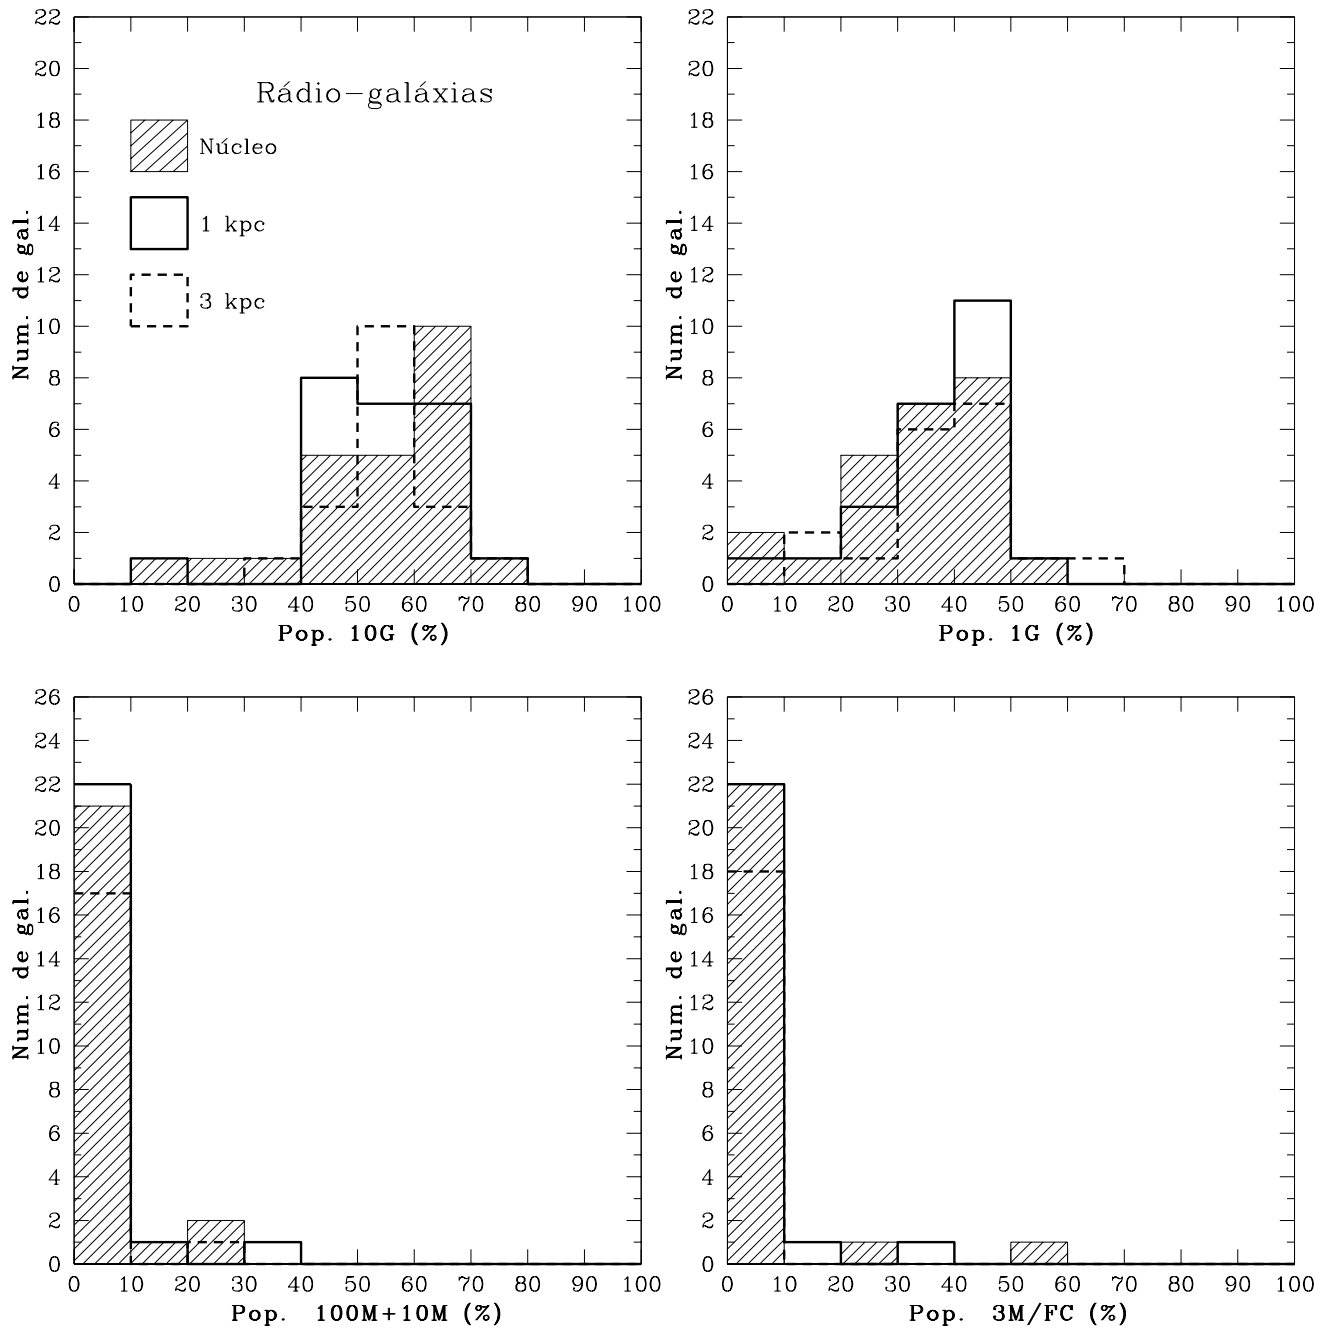 Rádio-galáxias
Núcleo
1 kpc
3 kpc
Num. de gal.
0 2 4 6 8 10 12 14 16 18 20 22
0 10 20 30 40 50 60 70 80 90 100
Pop. 10G (%)
Num. de gal.
0 2 4 6 8 10 12 14 16 18 20 22
0 10 20 30 40 50 60 70 80 90 100
Pop. 1G (%)
Num. de gal.
0 2 4 6 8 10 12 14 16 18 20 22 24 26
0 10 20 30 40 50 60 70 80 90 100
Pop. 100M+10M (%)
Num. de gal.
0 2 4 6 8 10 12 14 16 18 20 22 24 26
0 10 20 30 40 50 60 70 80 90 100
Pop. 3M/FC (%)